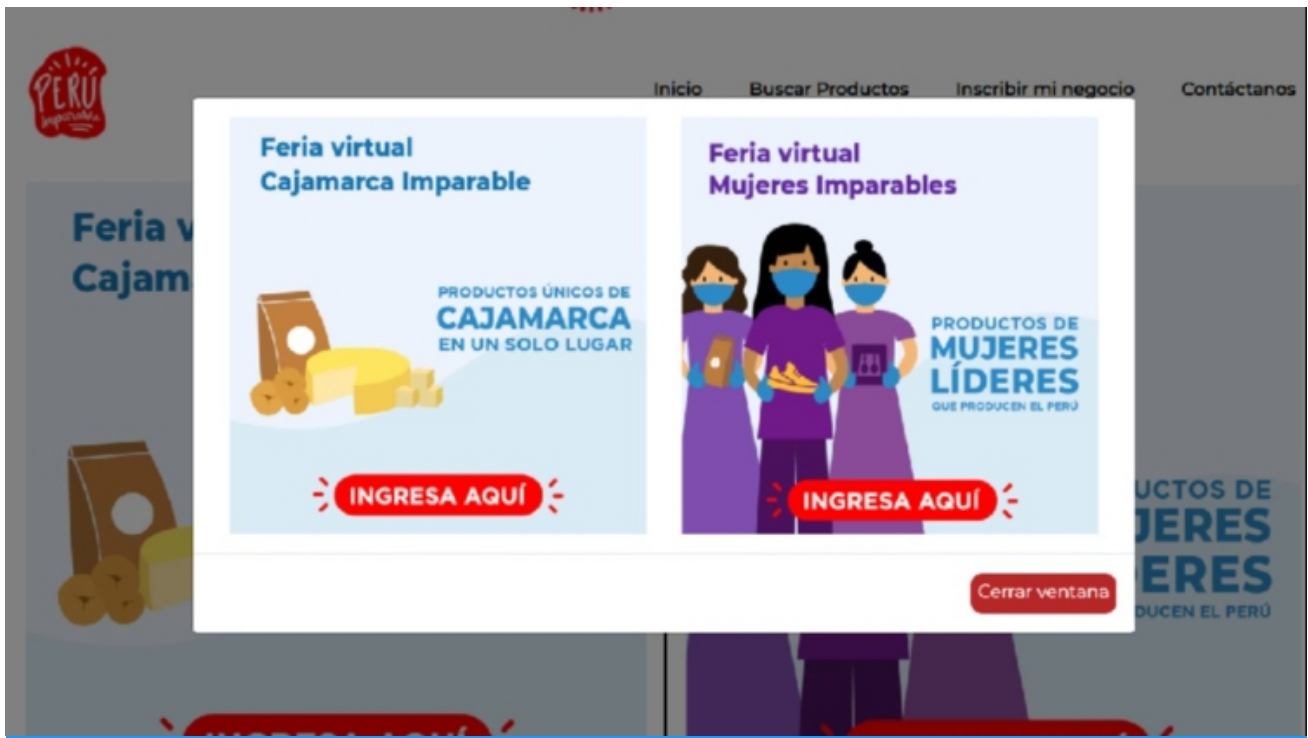 PERÚ
Imparable
Inicio
Buscar Productos
Inscribir mi negocio
Contáctanos
Feria virtual
Cajamarca Imparable
PRODUCTOS ÚNICOS DE
CAJAMARCA
EN UN SOLO LUGAR
INGRESA AQUÍ
Feria virtual
Mujeres Imparables
PRODUCTOS DE
MUJERES
LÍDERES
QUE PRODUCEN EL PERÚ
INGRESA AQUÍ
Cerrar ventana
Feria v
Cajam
UCTOS DE
JERES
ERES
DUCEN EL PERÚ
INGRESA AQUÍ